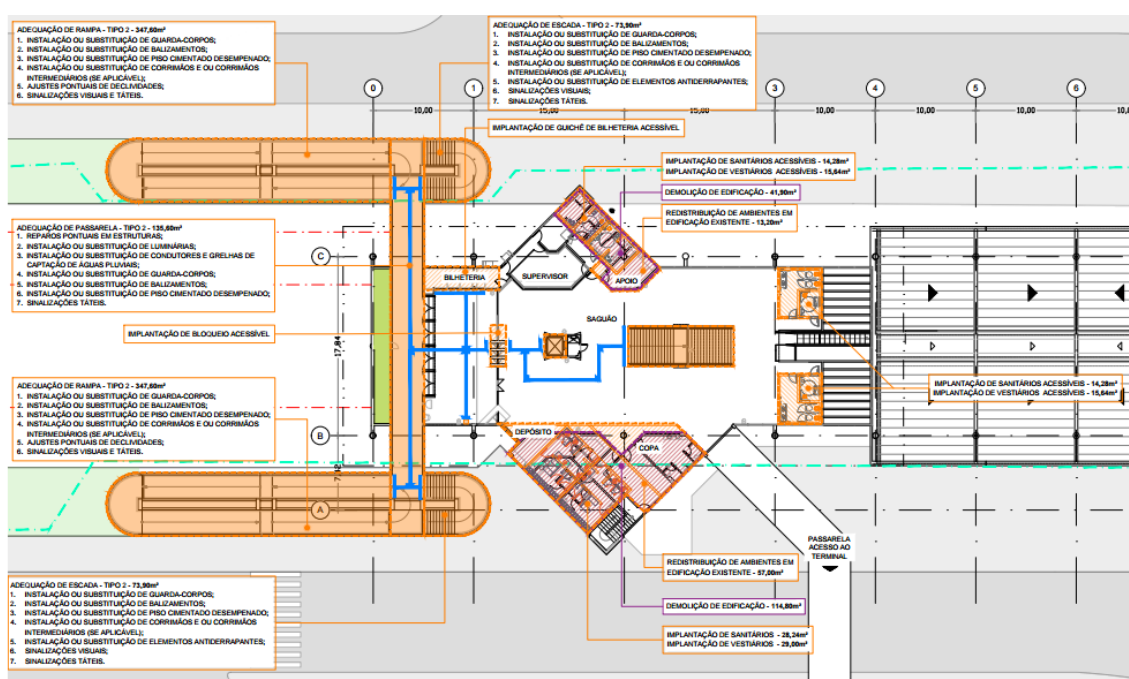 ADEQUAÇÃO DE RAMPA - TIPO 2 - 347,60m²
1. INSTALAÇÃO OU SUBSTITUIÇÃO DE GUARDA-CORPOS;
2. INSTALAÇÃO OU SUBSTITUIÇÃO DE BALIZAMENTOS;
3. INSTALAÇÃO OU SUBSTITUIÇÃO DE PISO CIMENTADO DESEMPENADO;
4. INSTALAÇÃO OU SUBSTITUIÇÃO DE CORRIMÃOS E OU CORRIMÃOS
INTERMEDIÁRIOS (SE APLICÁVEL);
5. AJUSTES PONTUAIS DE DECLIVIDADES;
6. SINALIZAÇÕES VISUAIS E TÁTEIS.
ADEQUAÇÃO DE ESCADA - TIPO 2 - 73,90m²
1. INSTALAÇÃO OU SUBSTITUIÇÃO DE GUARDA-CORPOS;
2. INSTALAÇÃO OU SUBSTITUIÇÃO DE BALIZAMENTOS;
3. INSTALAÇÃO OU SUBSTITUIÇÃO DE PISO CIMENTADO DESEMPENADO;
4. INSTALAÇÃO OU SUBSTITUIÇÃO DE CORRIMÃOS E OU CORRIMÃOS
INTERMEDIÁRIOS (SE APLICÁVEL);
5. INSTALAÇÃO OU SUBSTITUIÇÃO DE ELEMENTOS ANTIDERRAPANTES;
6. SINALIZAÇÕES VISUAIS;
7. SINALIZAÇÕES TÁTEIS.
0 1 3 4 5 6
10,00 15,00 15,00 10,00 10,00 10,00 10,0
IMPLANTAÇÃO DE GUICHÊ DE BILHETERIA ACESSÍVEL
IMPLANTAÇÃO DE SANITÁRIOS ACESSÍVEIS - 14,28m²
IMPLANTAÇÃO DE VESTIÁRIOS ACESSÍVEIS - 15,64m²
DEMOLIÇÃO DE EDIFICAÇÃO - 41,90m²
REDISTRIBUIÇÃO DE AMBIENTES EM
EDIFICAÇÃO EXISTENTE - 13,20m²
ADEQUAÇÃO DE PASSARELA - TIPO 2 - 135,60m²
1. REPAROS PONTUAIS EM ESTRUTURAS;
2. INSTALAÇÃO OU SUBSTITUIÇÃO DE LUMINÁRIAS;
3. INSTALAÇÃO OU SUBSTITUIÇÃO DE CONDUTORES E GRELHAS DE
CAPTAÇÃO DE ÁGUAS PLUVIAIS;
4. INSTALAÇÃO OU SUBSTITUIÇÃO DE GUARDA-CORPOS;
5. INSTALAÇÃO OU SUBSTITUIÇÃO DE BALIZAMENTOS;
6. INSTALAÇÃO OU SUBSTITUIÇÃO DE PISO CIMENTADO DESEMPENADO;
7. SINALIZAÇÕES TÁTEIS.
C
BILHETERIA
SUPERVISOR
APOIO
SAGUÃO
IMPLANTAÇÃO DE BLOQUEIO ACESSÍVEL
17,84
IMPLANTAÇÃO DE SANITÁRIOS ACESSÍVEIS - 14,28m²
IMPLANTAÇÃO DE VESTIÁRIOS ACESSÍVEIS - 15,64m²
ADEQUAÇÃO DE RAMPA - TIPO 2 - 347,60m²
1. INSTALAÇÃO OU SUBSTITUIÇÃO DE GUARDA-CORPOS;
2. INSTALAÇÃO OU SUBSTITUIÇÃO DE BALIZAMENTOS;
3. INSTALAÇÃO OU SUBSTITUIÇÃO DE PISO CIMENTADO DESEMPENADO;
4. INSTALAÇÃO OU SUBSTITUIÇÃO DE CORRIMÃOS E OU CORRIMÃOS
INTERMEDIÁRIOS (SE APLICÁVEL);
5. AJUSTES PONTUAIS DE DECLIVIDADES;
6. SINALIZAÇÕES VISUAIS E TÁTEIS.
B
DEPÓSITO
COPA
7,12
A
PASSARELA
ACESSO AO
TERMINAL
REDISTRIBUIÇÃO DE AMBIENTES EM
EDIFICAÇÃO EXISTENTE - 57,00m²
ADEQUAÇÃO DE ESCADA - TIPO 2 - 73,90m²
1. INSTALAÇÃO OU SUBSTITUIÇÃO DE GUARDA-CORPOS;
2. INSTALAÇÃO OU SUBSTITUIÇÃO DE BALIZAMENTOS;
3. INSTALAÇÃO OU SUBSTITUIÇÃO DE PISO CIMENTADO DESEMPENADO;
4. INSTALAÇÃO OU SUBSTITUIÇÃO DE CORRIMÃOS E OU CORRIMÃOS
INTERMEDIÁRIOS (SE APLICÁVEL);
5. INSTALAÇÃO OU SUBSTITUIÇÃO DE ELEMENTOS ANTIDERRAPANTES;
6. SINALIZAÇÕES VISUAIS;
7. SINALIZAÇÕES TÁTEIS.
DEMOLIÇÃO DE EDIFICAÇÃO - 114,80m²
IMPLANTAÇÃO DE SANITÁRIOS - 28,24m²
IMPLANTAÇÃO DE VESTIÁRIOS - 29,00m²